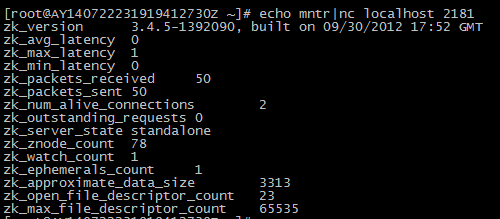 [root@AY140722231919412730Z ~]# echo mntr|nc localhost 2181
zk_version 3.4.5-1392090, built on 09/30/2012 17:52 GMT
zk_avg_latency 0
zk_max_latency 1
zk_min_latency 0
zk_packets_received 50
zk_packets_sent 50
zk_num_alive_connections 2
zk_outstanding_requests 0
zk_server_state standalone
zk_znode_count 78
zk_watch_count 1
zk_ephemerals_count 1
zk_approximate_data_size 3313
zk_open_file_descriptor_count 23
zk_max_file_descriptor_count 65535